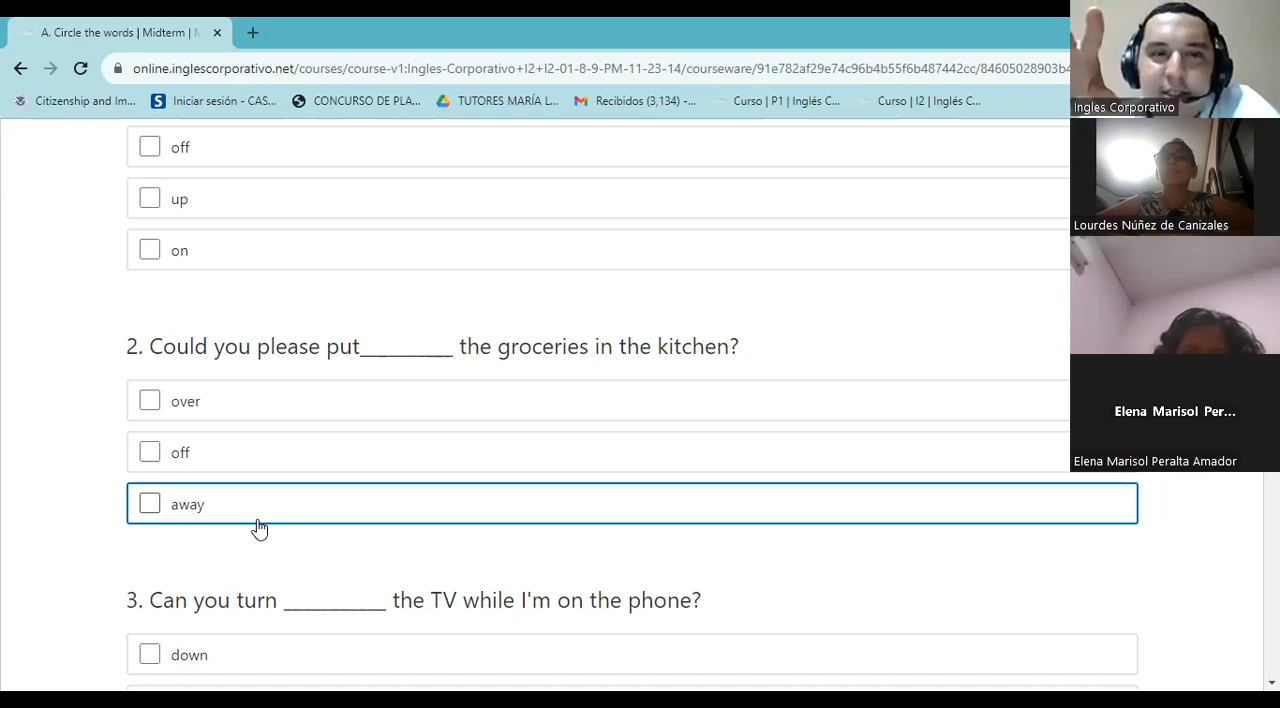 A. Circle the words | Midterm |
online.inglescorporativo.net/courses/course-v1:Ingles-Corporativo+I2+I2-01-8-9-PM-11-23-14/courseware/91e782af29e74c96b4b55f6b487442cc/84605028903b4
Citizenship and Im...
Iniciar sesión - CAS...
CONCURSO DE PLA...
TUTORES MARÍA L...
Recibidos (3,134) -...
Curso | P1 | Inglés C...
Curso | I2 | Inglés C...
Ingles Corporativo
off
up
on
Lourdes Núñez de Canizales
2. Could you please put__________ the groceries in the kitchen?
over
off
away
Elena Marisol Per...
Elena Marisol Peralta Amador
3. Can you turn ___________ the TV while I'm on the phone?
down